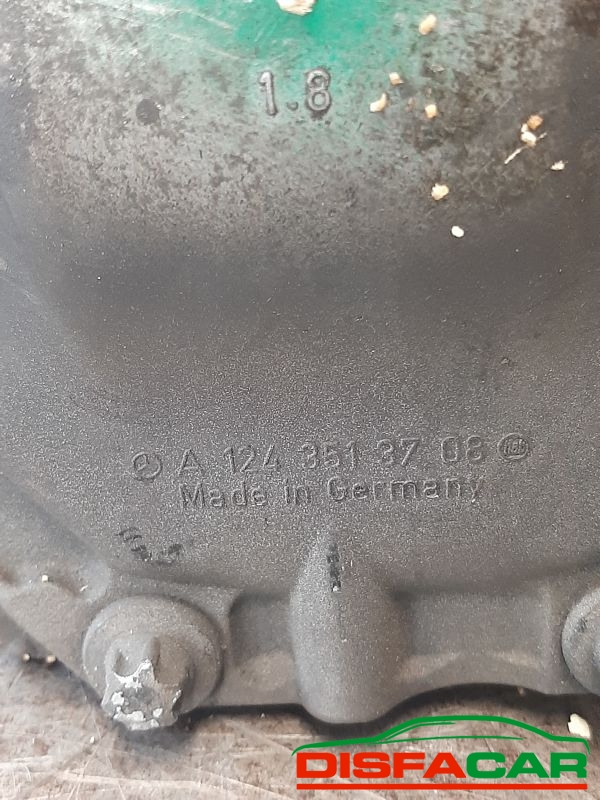 1.8
A 124 351 37 08
Made in Germany
DISFACAR